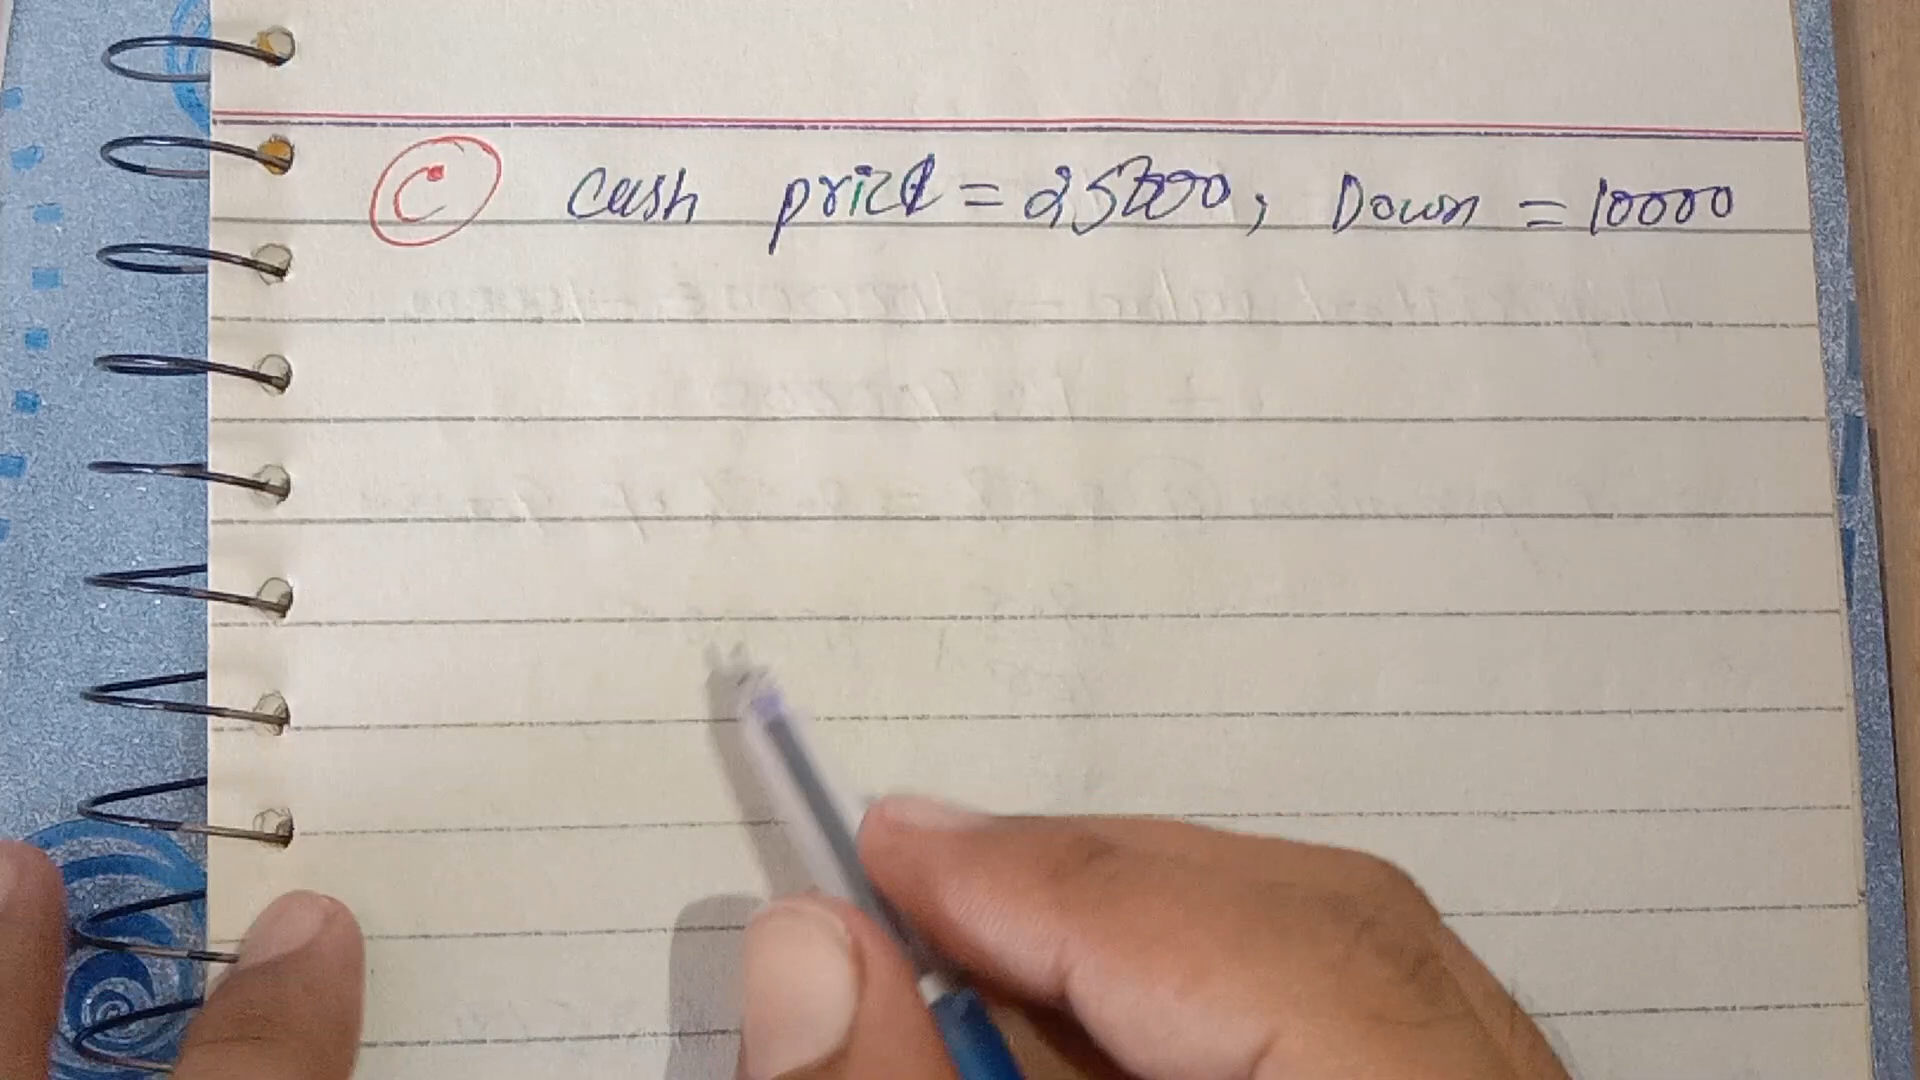 C Cash price = 25000, Down = 10000